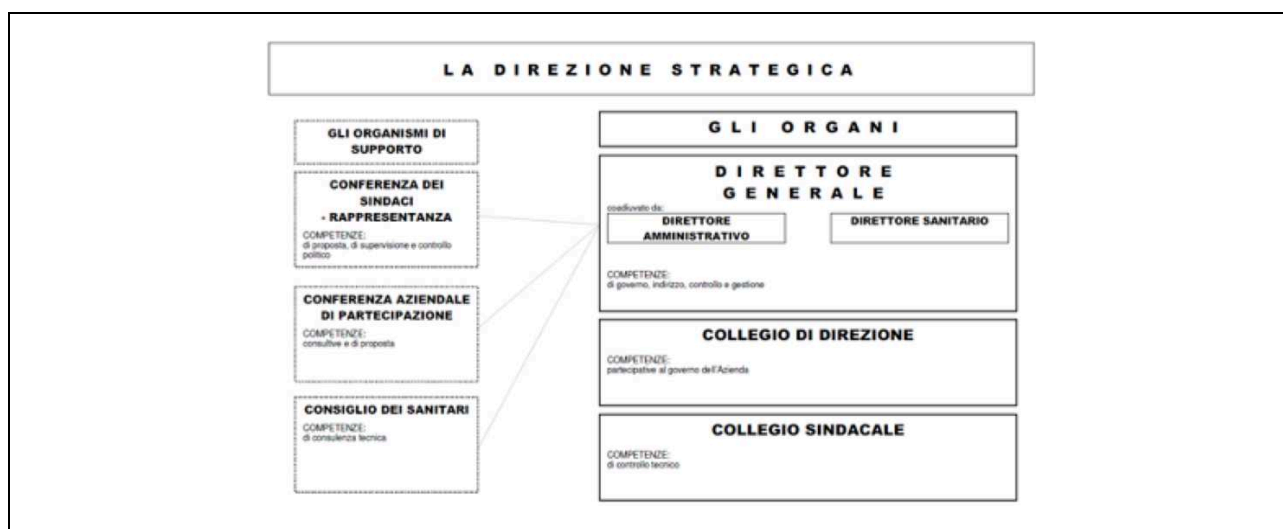 LA DIREZIONE STRATEGICA
GLI ORGANISMI DI
SUPPORTO
CONFERENZA DEI
SINDACI
- RAPPRESENTANZA
COMPETENZE:
di proposta, di supervisione e controllo
politico
CONFERENZA AZIENDALE
DI PARTECIPAZIONE
COMPETENZE:
consultive e di proposta
CONSIGLIO DEI SANITARI
COMPETENZE:
di consulenza tecnica
GLI ORGANI
DIRETTORE
GENERALE
coadiuvato da:
DIRETTORE
AMMINISTRATIVO
DIRETTORE SANITARIO
COMPETENZE:
di governo, indirizzo, controllo e gestione
COLLEGIO DI DIREZIONE
COMPETENZE:
partecipative al governo dell'Azienda
COLLEGIO SINDACALE
COMPETENZE:
di controllo tecnico